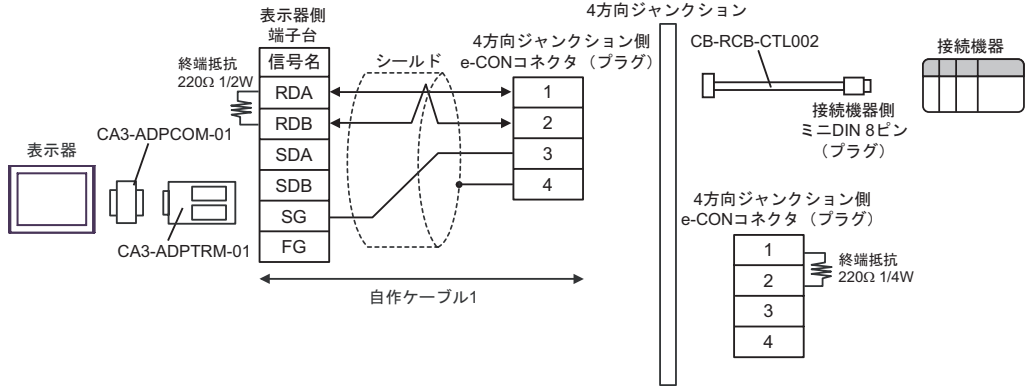 4方向ジャンクション
表示器側
端子台
信号名
RDA
RDB
SDA
SDB
SG
FG
終端抵抗
220Ω 1/2W
シールド
4方向ジャンクション側
e-CONコネクタ（プラグ）
1
2
3
4
CB-RCB-CTL002
接続機器
接続機器側
ミニDIN 8ピン
（プラグ）
表示器
CA3-ADPCOM-01
CA3-ADPTRM-01
自作ケーブル1
4方向ジャンクション側
e-CONコネクタ（プラグ）
1
2
3
4
終端抵抗
220Ω 1/4W